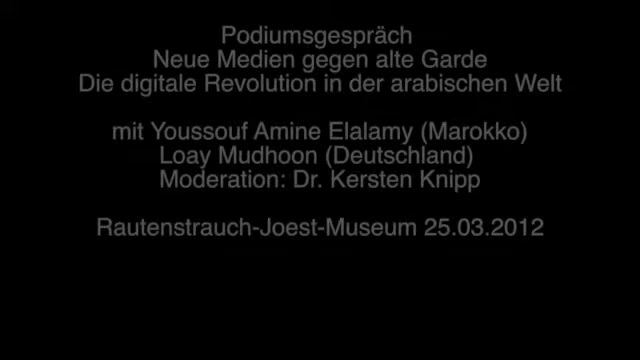 Podiumsgespräch
Neue Medien gegen alte Garde
Die digitale Revolution in der arabischen Welt
mit Youssouf Amine Elalamy (Marokko)
Loay Mudhoon (Deutschland)
Moderation: Dr. Kersten Knipp
Rautenstrauch-Joest-Museum 25.03.2012